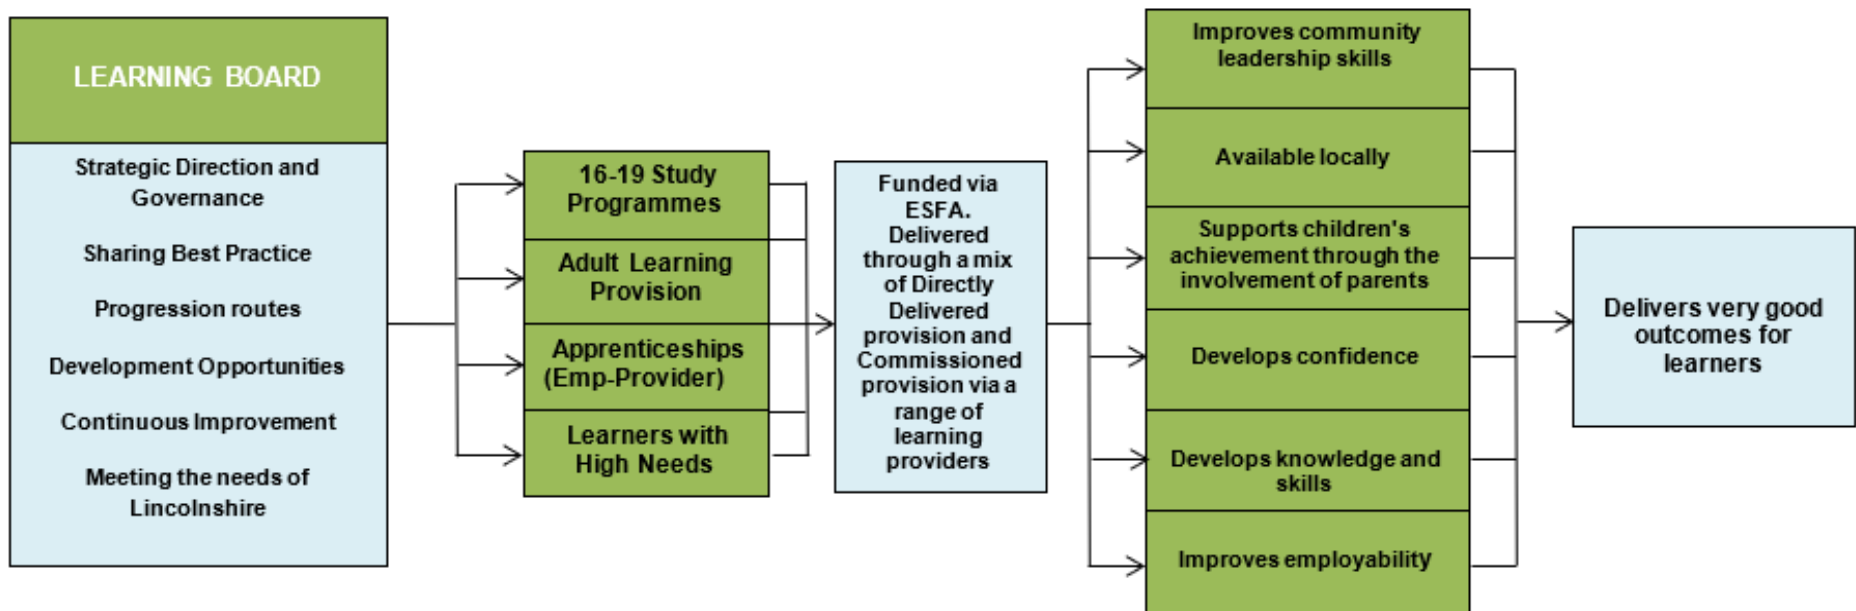 LEARNING BOARD
Strategic Direction and
Governance
Sharing Best Practice
Progression routes
Development Opportunities
Continuous Improvement
Meeting the needs of
Lincolnshire
16-19 Study
Programmes
Adult Learning
Provision
Apprenticeships
(Emp-Provider)
Learners with
High Needs
Funded via
ESFA.
Delivered
through a mix
of Directly
Delivered
provision and
Commissioned
provision via a
range of
learning
providers
Improves community
leadership skills
Available locally
Supports children's
achievement through the
involvement of parents
Develops confidence
Develops knowledge and
skills
Improves employability
Delivers very good
outcomes for
learners